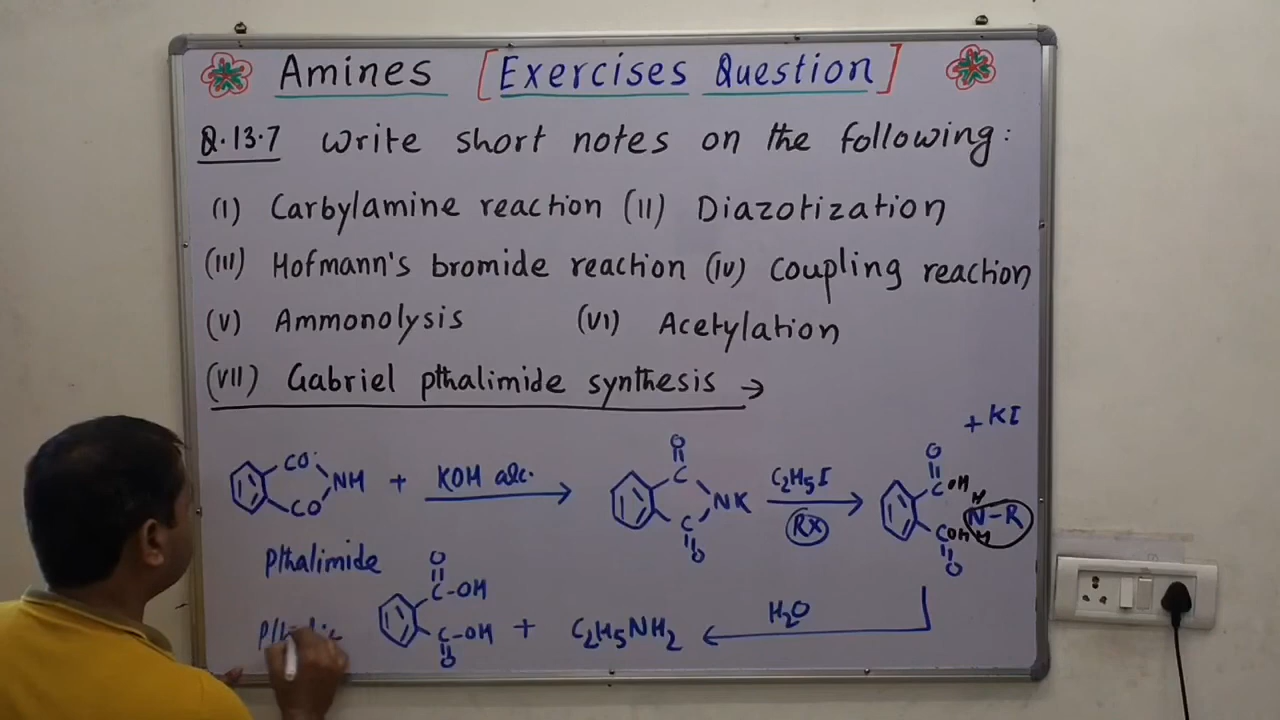 Amines [Exercises Question]
Q.13.7 Write short notes on the following:
(I) Carbylamine reaction (II) Diazotization
(III) Hofmann's bromide reaction (IV) Coupling reaction
(V) Ammonolysis (VI) Acetylation
(VII) Gabriel pthalimide synthesis →
+ KI
CO NH CO + KOH alc. → O C NK C O C2H5I RX → O C OH H N-R H C OH O
Pthalimide
O C-OH C-OH O + C2H5NH2 ← H2O